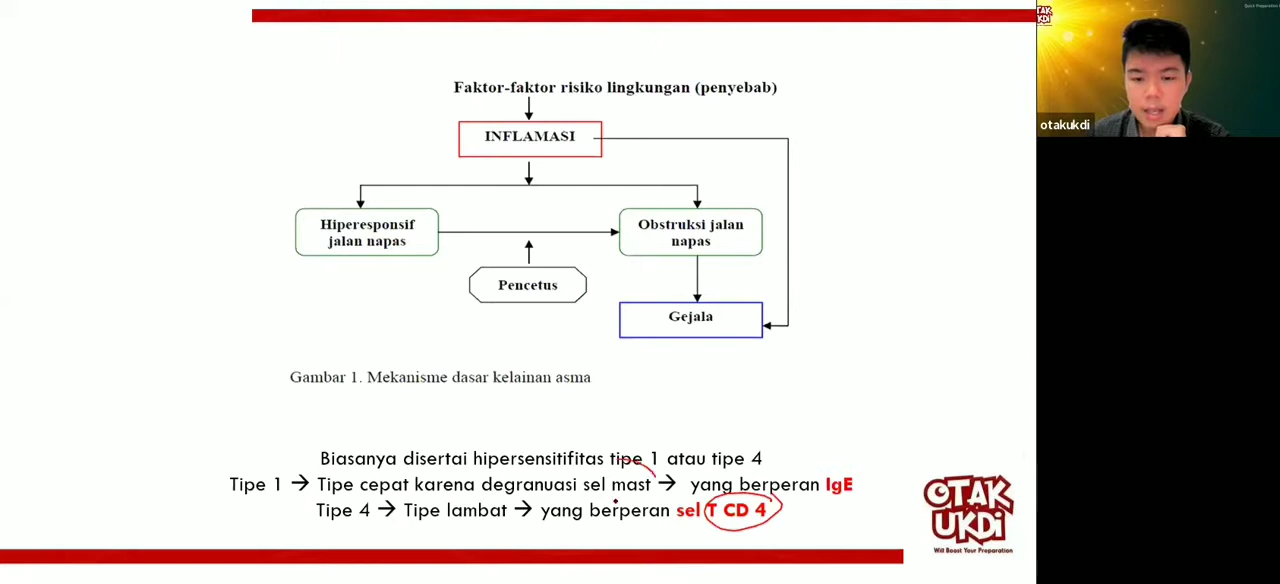 Faktor-faktor risiko lingkungan (penyebab)
INFLAMASI
Hiperesponsif
jalan napas
Obstruksi jalan
napas
Pencetus
Gejala
Gambar 1. Mekanisme dasar kelainan asma
Biasanya disertai hipersensitifitas tipe 1 atau tipe 4
Tipe 1 → Tipe cepat karena degranuasi sel mast → yang berperan IgE
Tipe 4 → Tipe lambat → yang berperan sel T CD 4
OTAK
UKDI
Will Boost Your Preparation
TAK
KDI
otakukdi